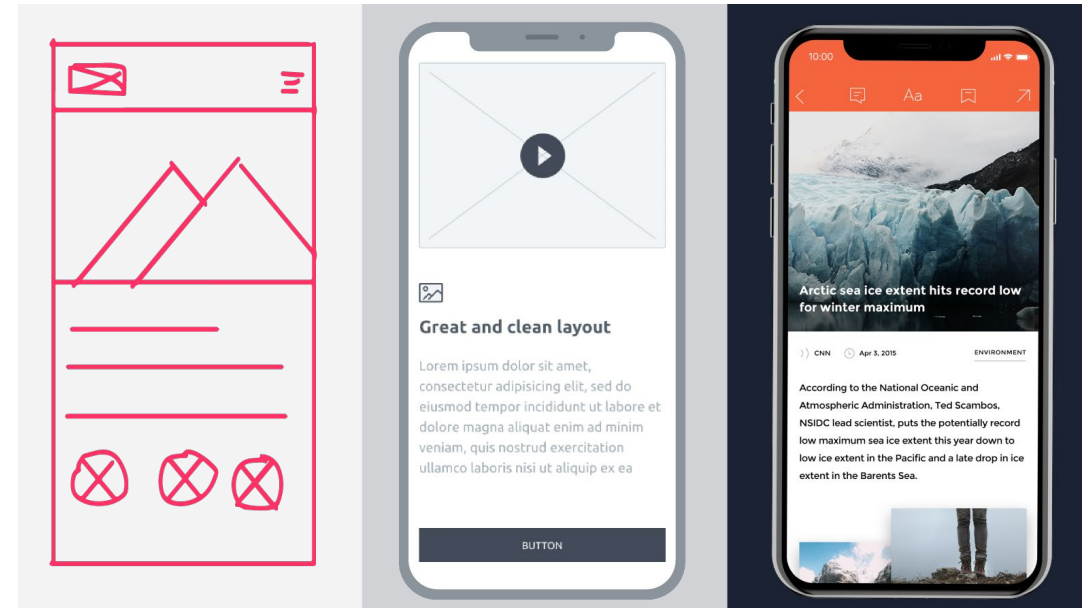 Great and clean layout
Lorem ipsum dolor sit amet,
consectetur adipisicing elit, sed do
eiusmod tempor incididunt ut labore et
dolore magna aliquat enim ad minim
veniam, quis nostrud exercitation
ullamco laboris nisi ut aliquip ex ea
BUTTON
10:00
Aa
Arctic sea ice extent hits record low
for winter maximum
CNN Apr 3, 2015 ENVIRONMENT
According to the National Oceanic and
Atmospheric Administration, Ted Scambos,
NSIDC lead scientist, puts the potentially record
low maximum sea ice extent this year down to
low ice extent in the Pacific and a late drop in ice
extent in the Barents Sea.